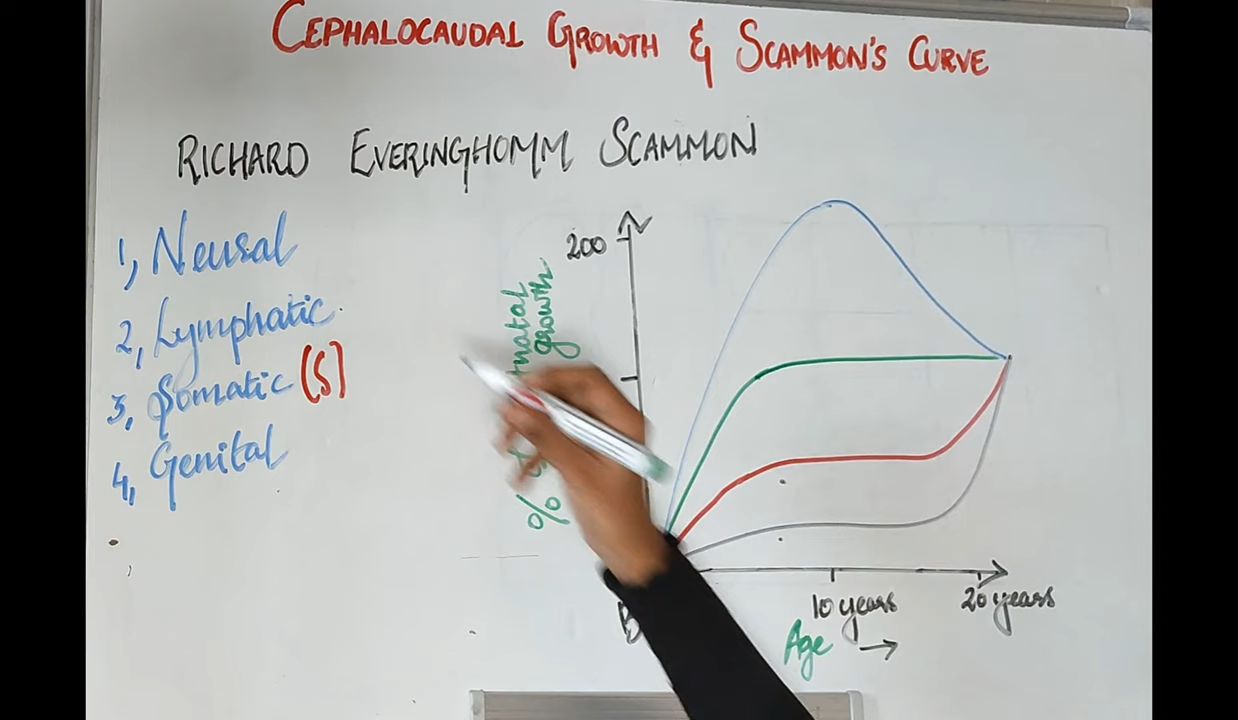 CEPHALOCAUDAL GROWTH & SCAMMON'S CURVE
RICHARD EVERINGHOMM SCAMMON
1, Neural
2, Lymphatic
3, Somatic (S)
4, Genital
200
%
growth
10 years
20 years
Age →